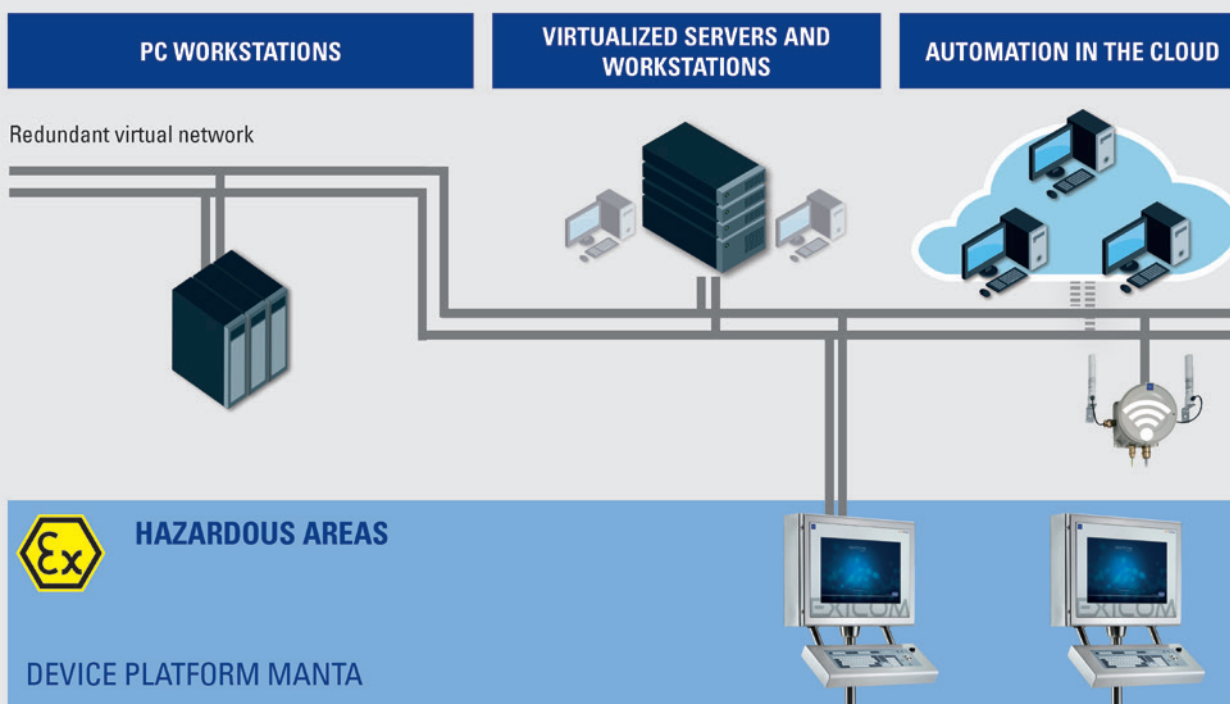 PC WORKSTATIONS
VIRTUALIZED SERVERS AND
WORKSTATIONS
AUTOMATION IN THE CLOUD
Redundant virtual network
Ex
HAZARDOUS AREAS
EXICOM
EXICOM
DEVICE PLATFORM MANTA